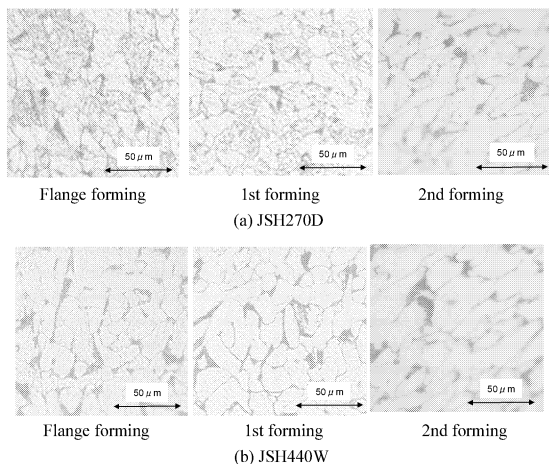 50 μm 50 μm 50 μm
Flange forming 1st forming 2nd forming
(a) JSH270D
50 μm 50 μm 50 μm
Flange forming 1st forming 2nd forming
(b) JSH440W